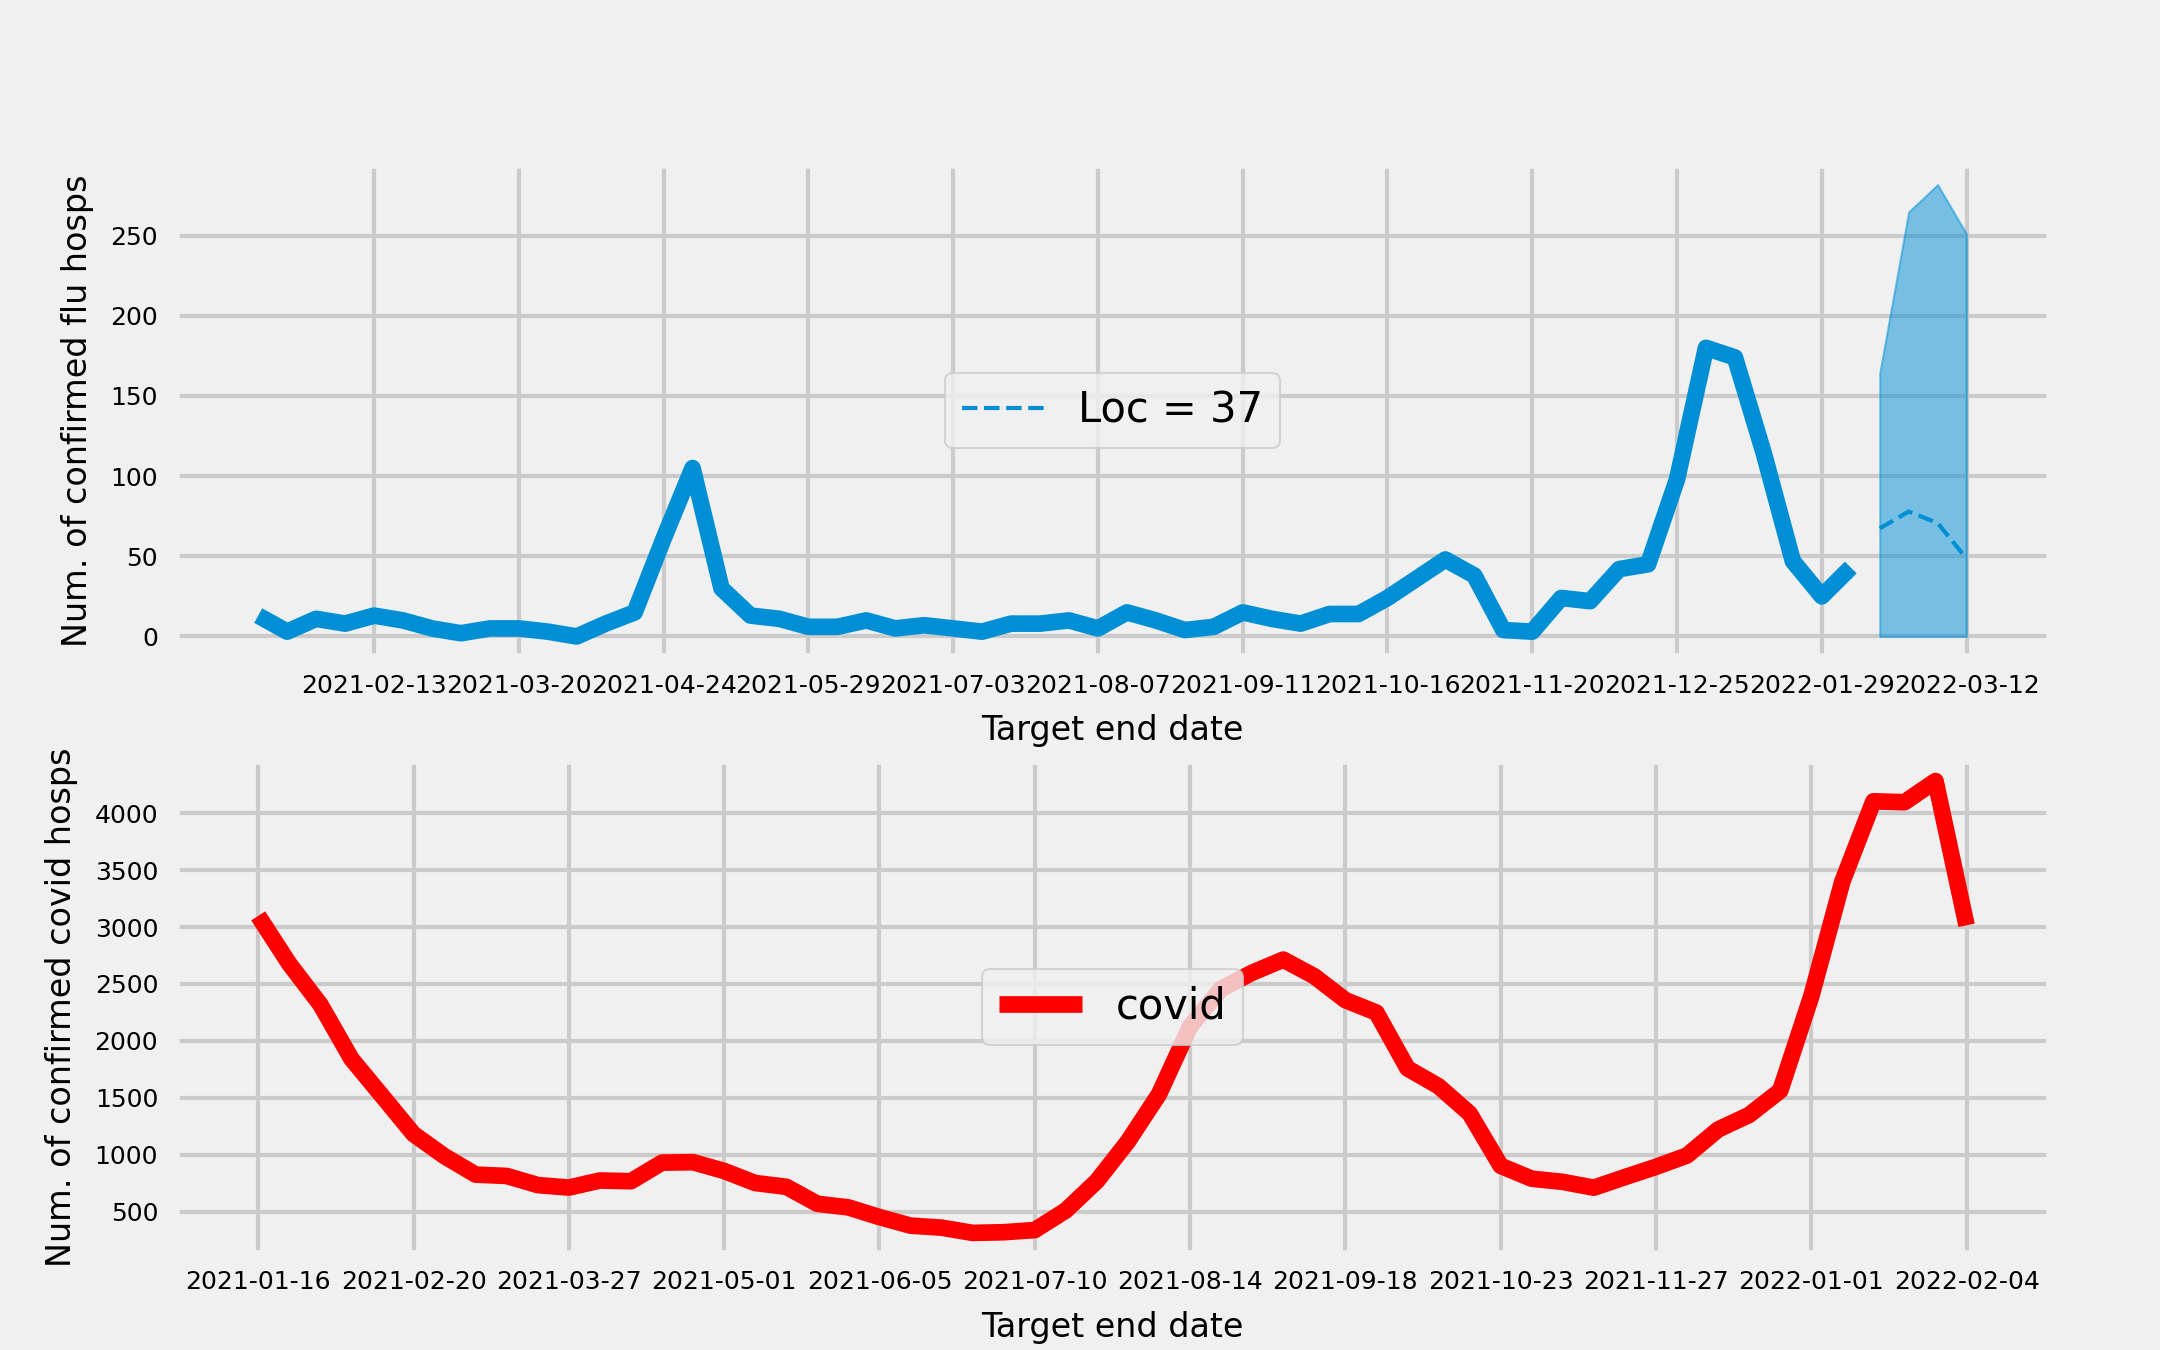 Num. of confirmed flu hosps
250
200
150
100
50
0
Loc = 37
2021-02-13 2021-03-20 2021-04-24 2021-05-29 2021-07-03 2021-08-07 2021-09-11 2021-10-16 2021-11-20 2021-12-25 2022-01-29 2022-03-12
Target end date
Num. of confirmed covid hosps
4000
3500
3000
2500
2000
1500
1000
500
covid
2021-01-16 2021-02-20 2021-03-27 2021-05-01 2021-06-05 2021-07-10 2021-08-14 2021-09-18 2021-10-23 2021-11-27 2022-01-01 2022-02-04
Target end date